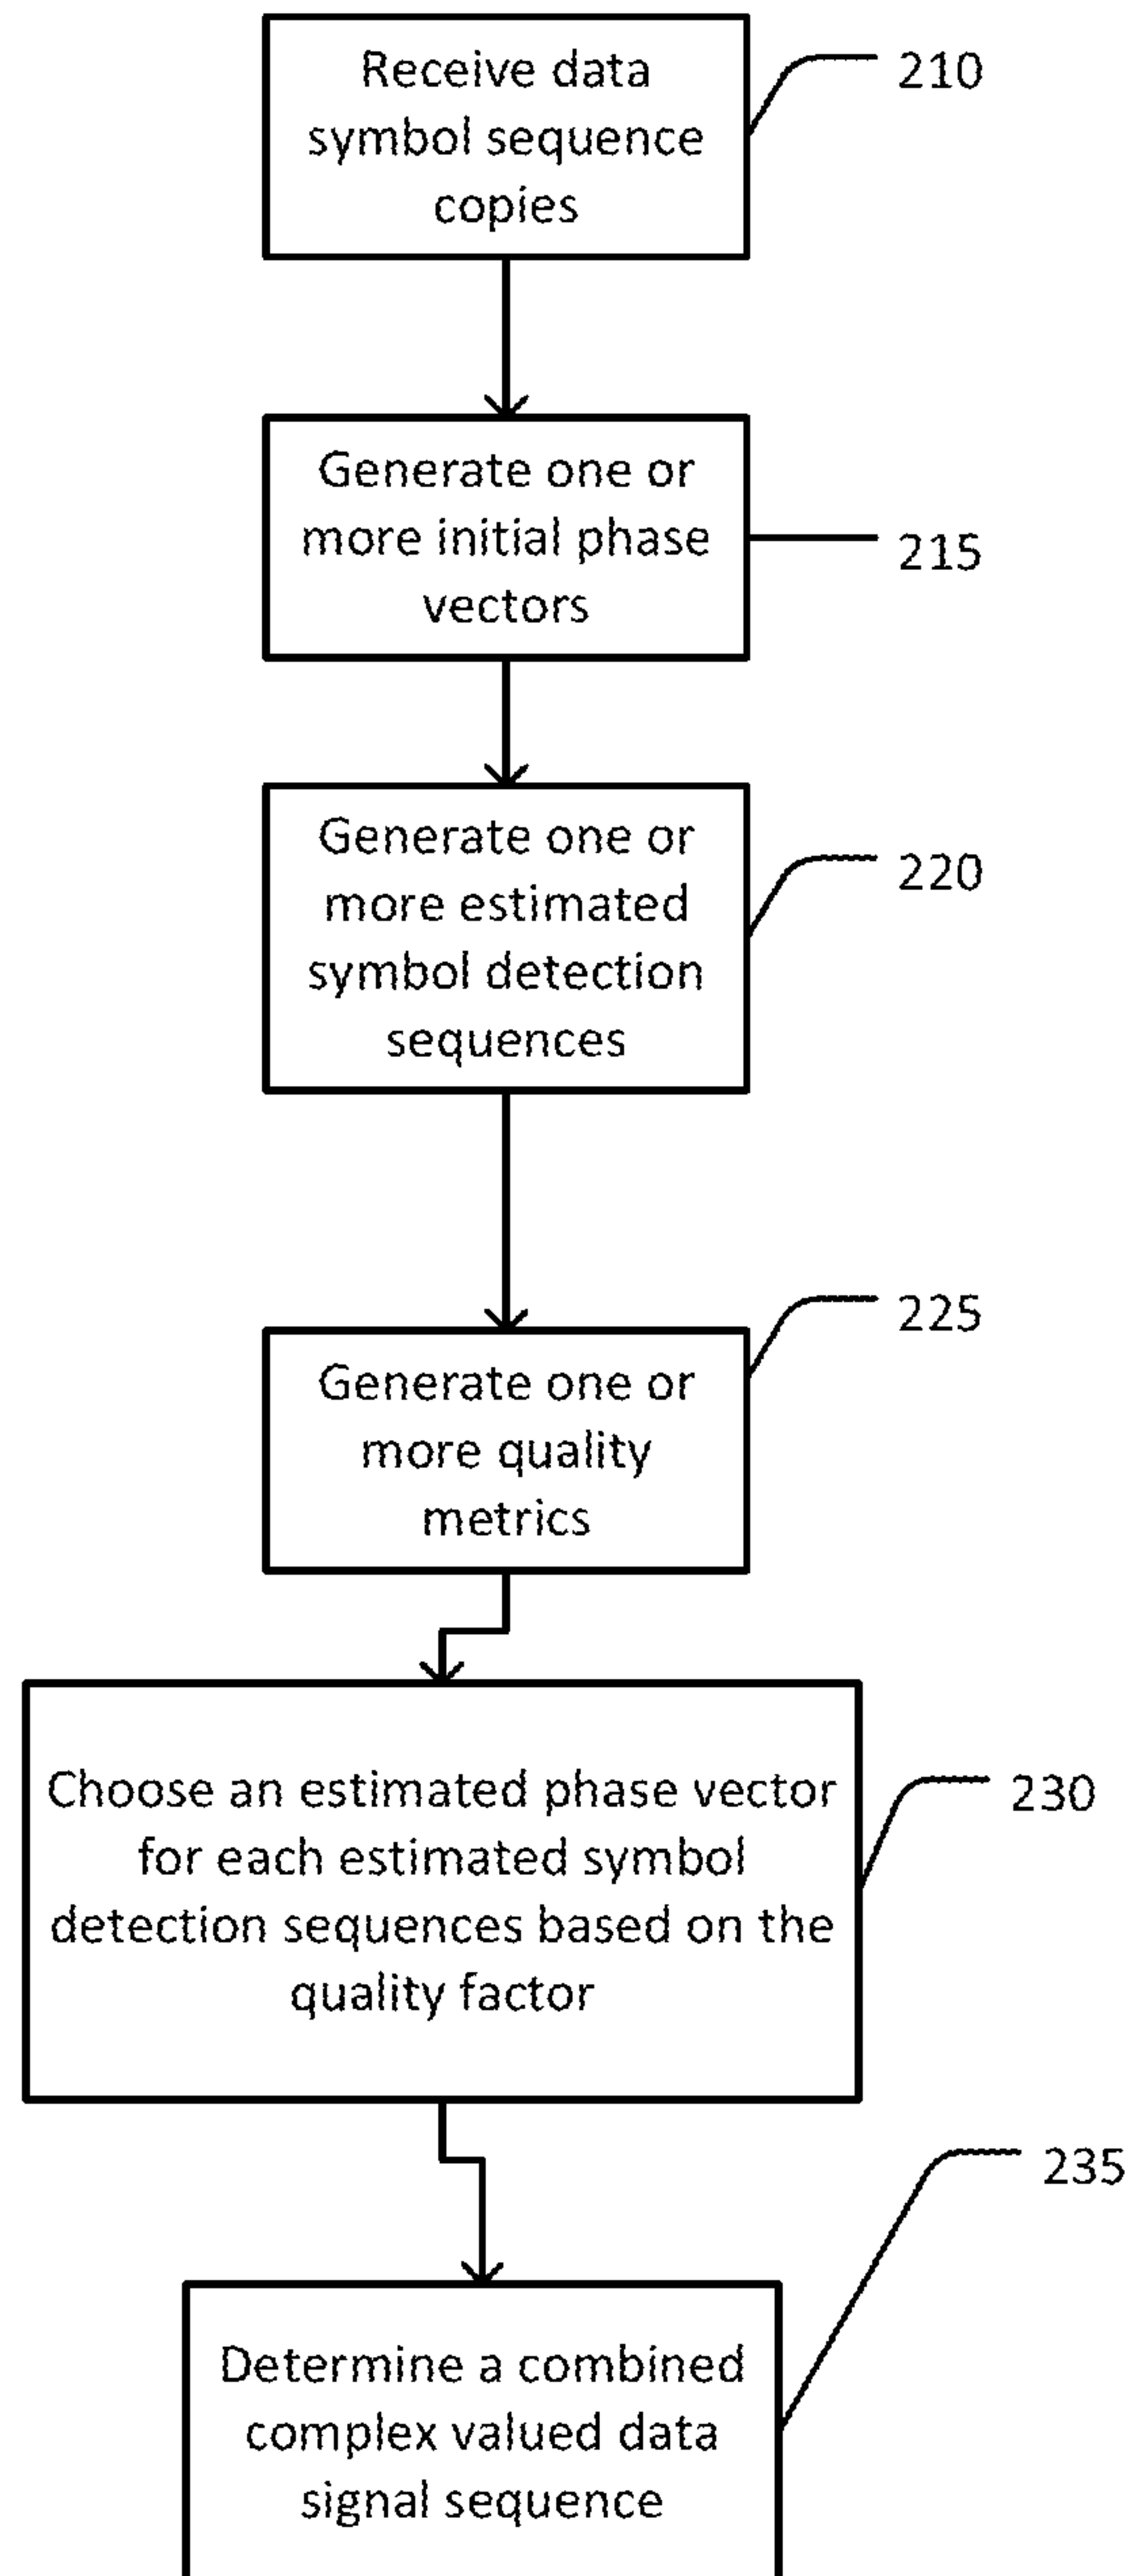 Receive data
symbol sequence
copies
210
Generate one or
more initial phase
vectors
215
Generate one or
more estimated
symbol detection
sequences
220
Generate one or
more quality
metrics
225
Choose an estimated phase vector
for each estimated symbol
detection sequences based on the
quality factor
230
Determine a combined
complex valued data
signal sequence
235